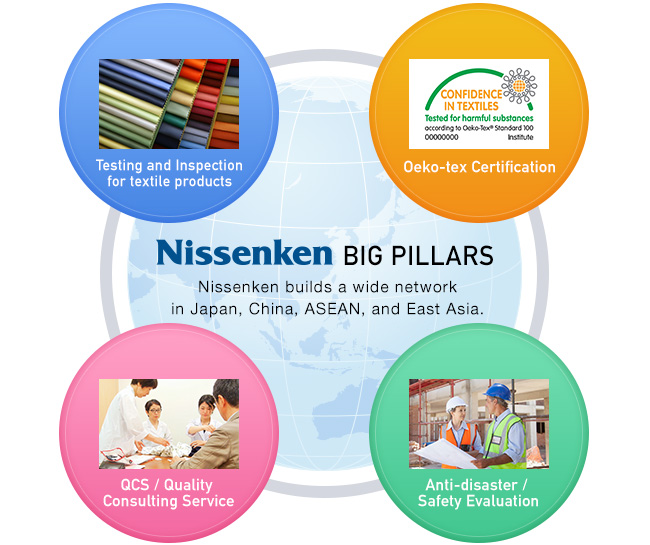 CONFIDENCE
IN TEXTILES
Tested for harmful substances
according to Oeko-Tex® Standard 100
00000000 Institute
Testing and Inspection
for textile products
Oeko-tex Certification
Nissenken BIG PILLARS
Nissenken builds a wide network
in Japan, China, ASEAN, and East Asia.
QCS / Quality
Consulting Service
Anti-disaster /
Safety Evaluation